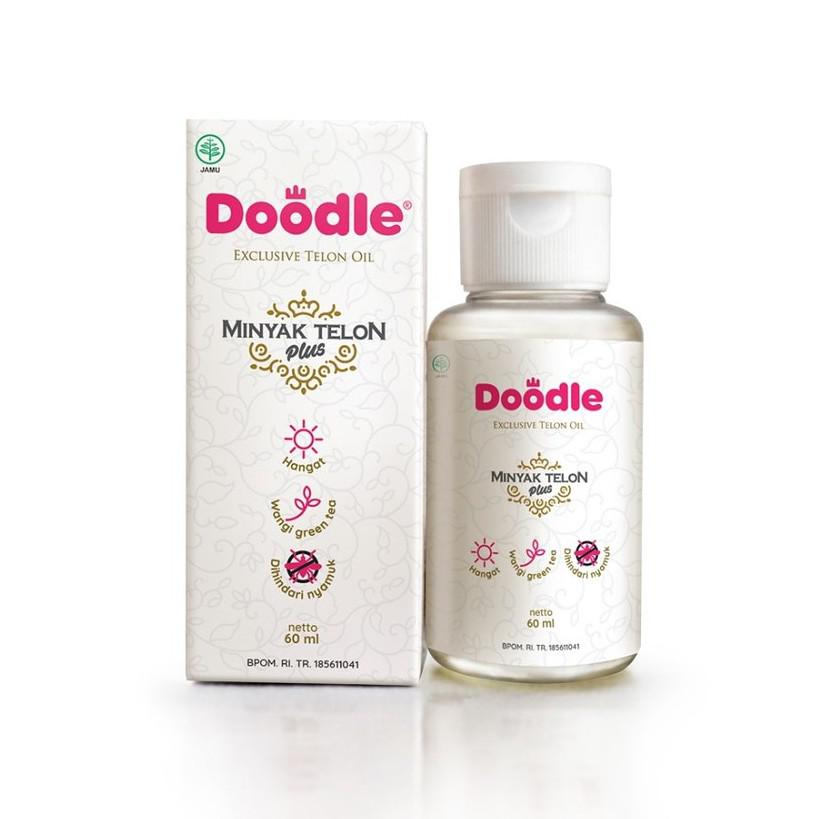 JAMU
Doodle®
EXCLUSIVE TELON OIL
MINYAK TELON
plus
Hangat
Wangi green tea
Dihindari nyamuk
netto
60 ml
BPOM. RI. TR. 185611041
Doodle
EXCLUSIVE TELON OIL
MINYAK TELON
plus
Hangat
Wangi green tea
Dihindari nyamuk
netto
60 ml
BPOM. RI. TR. 185611041